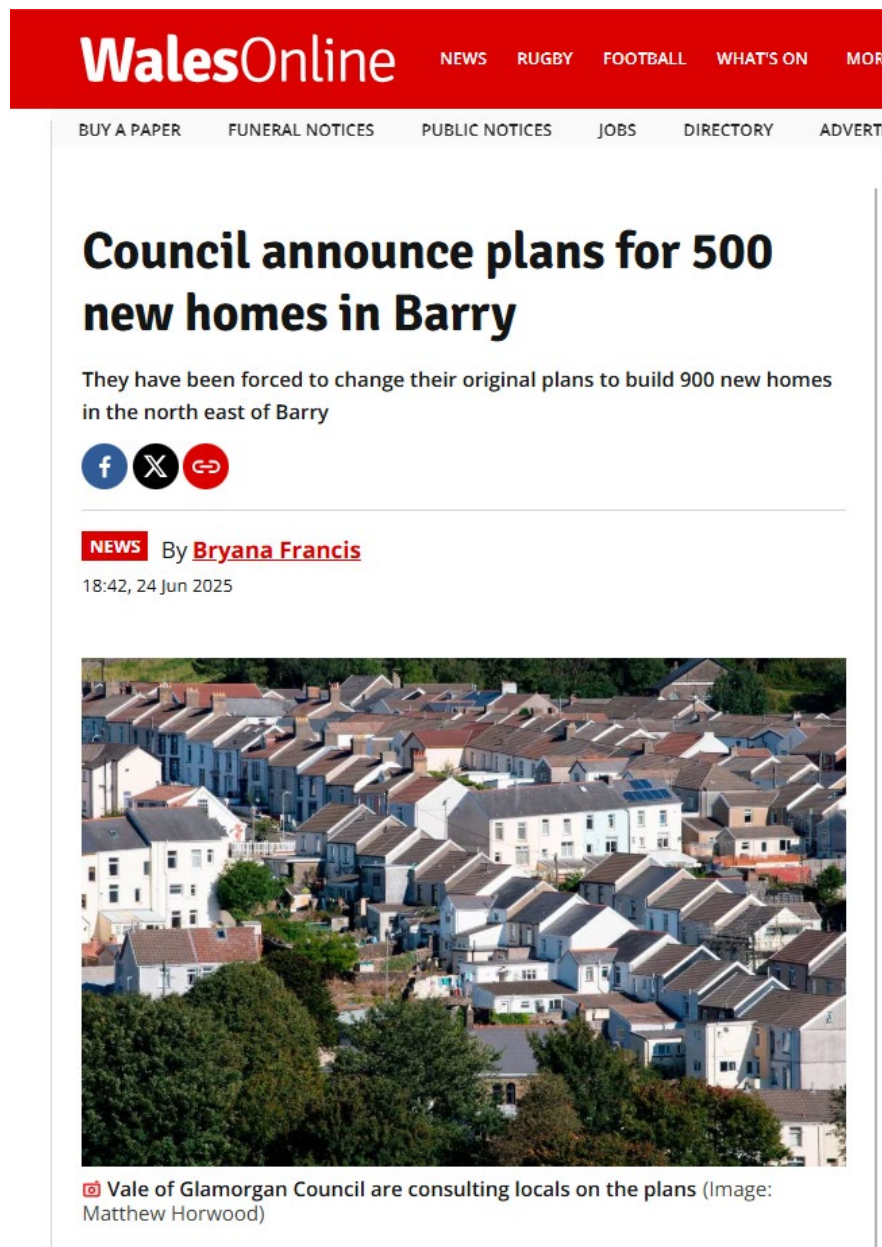 WalesOnline NEWS RUGBY FOOTBALL WHAT'S ON
BUY A PAPER FUNERAL NOTICES PUBLIC NOTICES JOBS DIRECTORY
Council announce plans for 500
new homes in Barry
They have been forced to change their original plans to build 900 new homes
in the north east of Barry
NEWS By Bryana Francis
18:42, 24 Jun 2025
Vale of Glamorgan Council are consulting locals on the plans (Image:
Matthew Horwood)